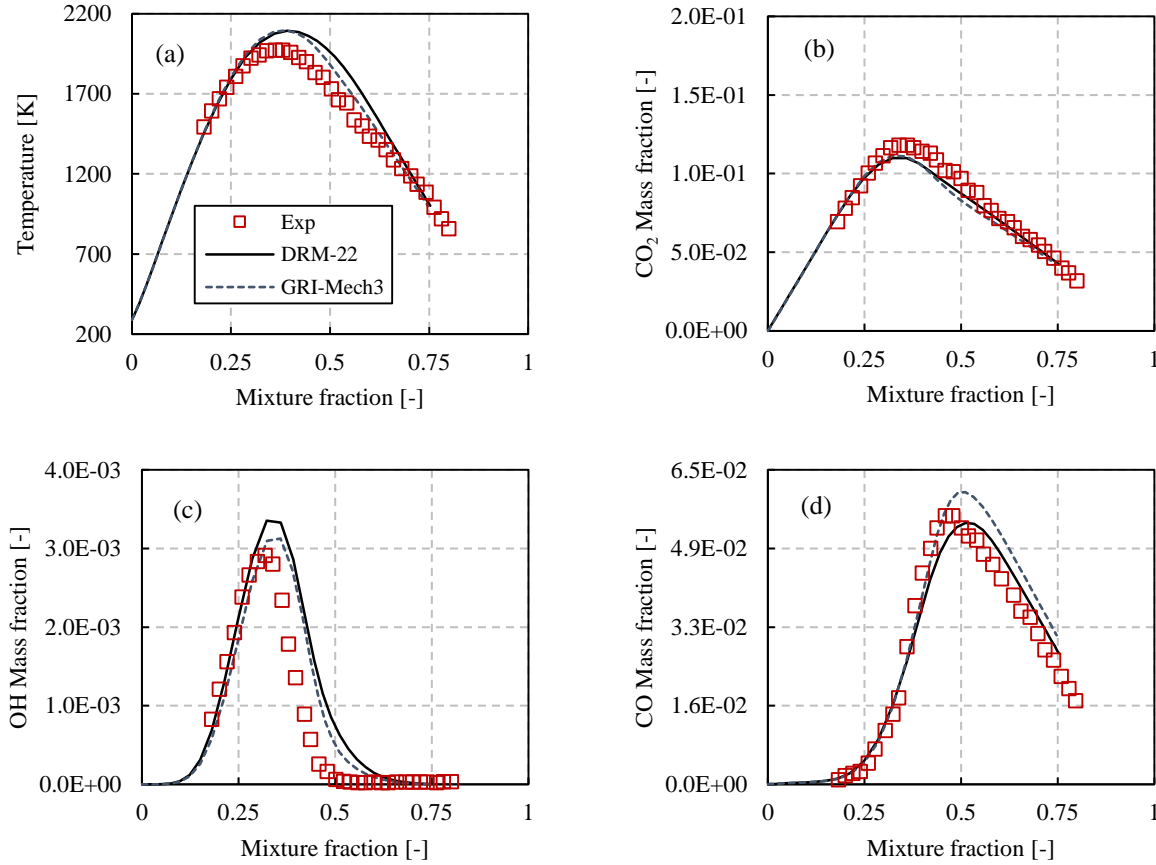 (a)
Temperature [K]
2200
1700
1200
700
200
Exp
DRM-22
GRI-Mech3
0 0.25 0.5 0.75 1
Mixture fraction [-]
(b)
CO₂ Mass fraction [-]
2.0E-01
1.5E-01
1.0E-01
5.0E-02
0.0E+00
0 0.25 0.5 0.75 1
Mixture fraction [-]
(c)
OH Mass fraction [-]
4.0E-03
3.0E-03
2.0E-03
1.0E-03
0.0E+00
0 0.25 0.5 0.75 1
Mixture fraction [-]
(d)
CO Mass fraction [-]
6.5E-02
4.9E-02
3.3E-02
1.6E-02
0.0E+00
0 0.25 0.5 0.75 1
Mixture fraction [-]